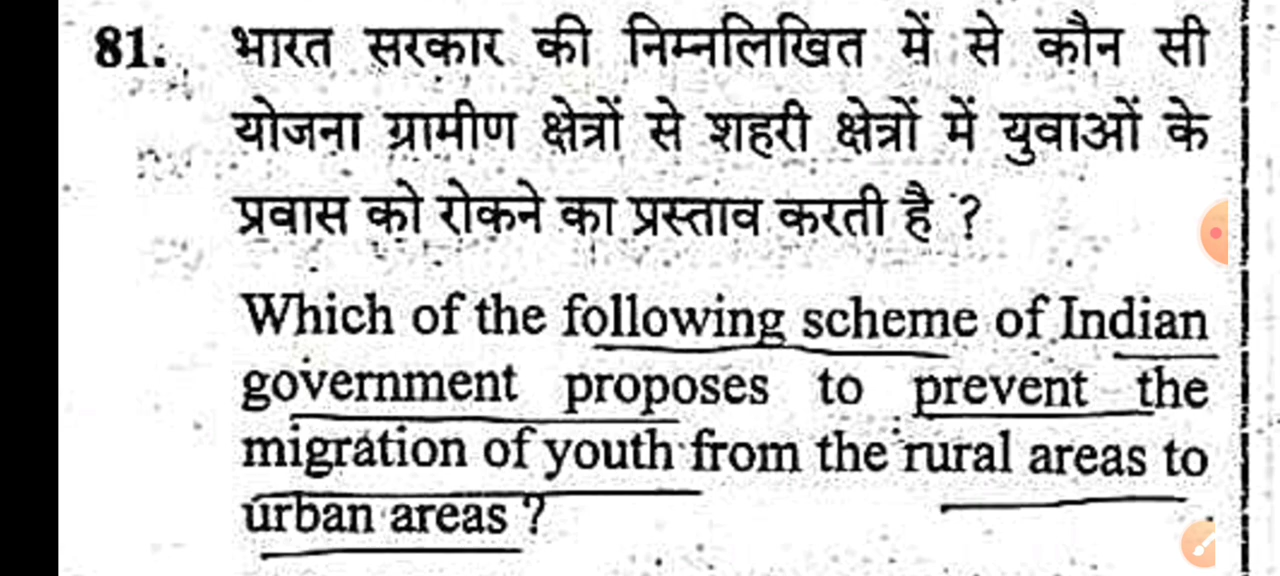 81. भारत सरकार की निम्नलिखित में से कौन सी
योजना ग्रामीण क्षेत्रों से शहरी क्षेत्रों में युवाओं के
प्रवास को रोकने का प्रस्ताव करती है ?
Which of the following scheme of Indian
government proposes to prevent the
migration of youth from the rural areas to
urban areas ?